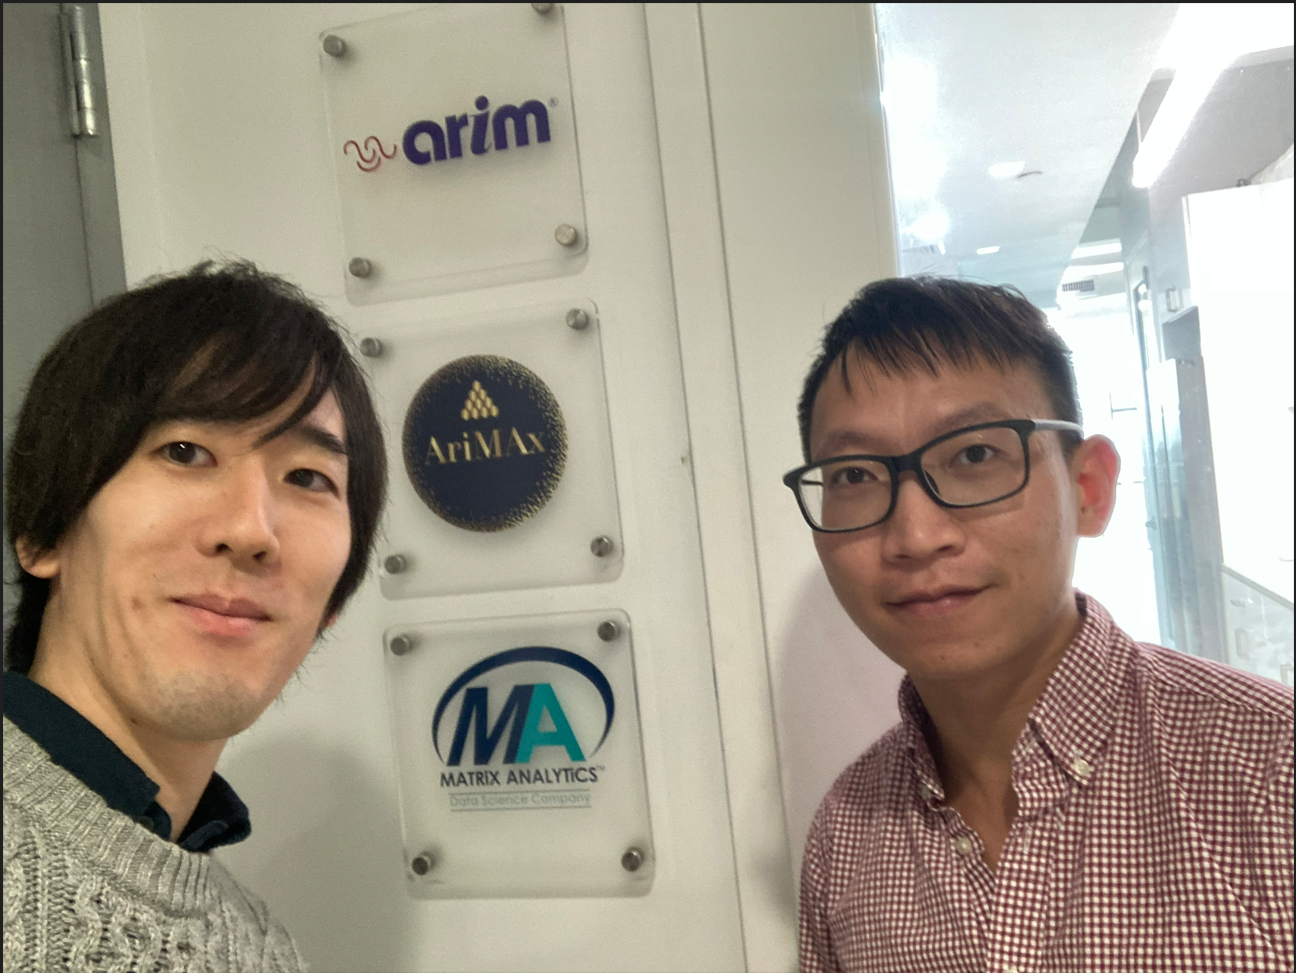 arim®
AriMAx
MA
MATRiX ANALYTiCS™
Data Science Company